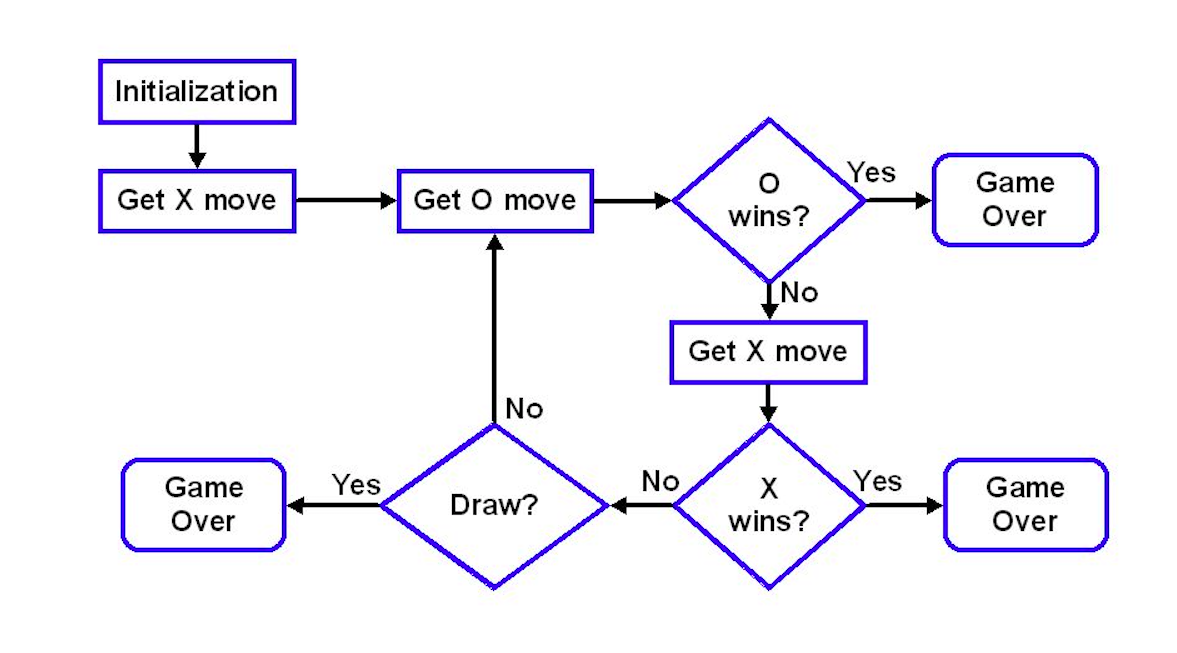 Initialization
Get X move
Get O move
O
wins?
Yes
Game
Over
No
Get X move
X
wins?
Yes
Game
Over
No
Draw?
No
Yes
Game
Over